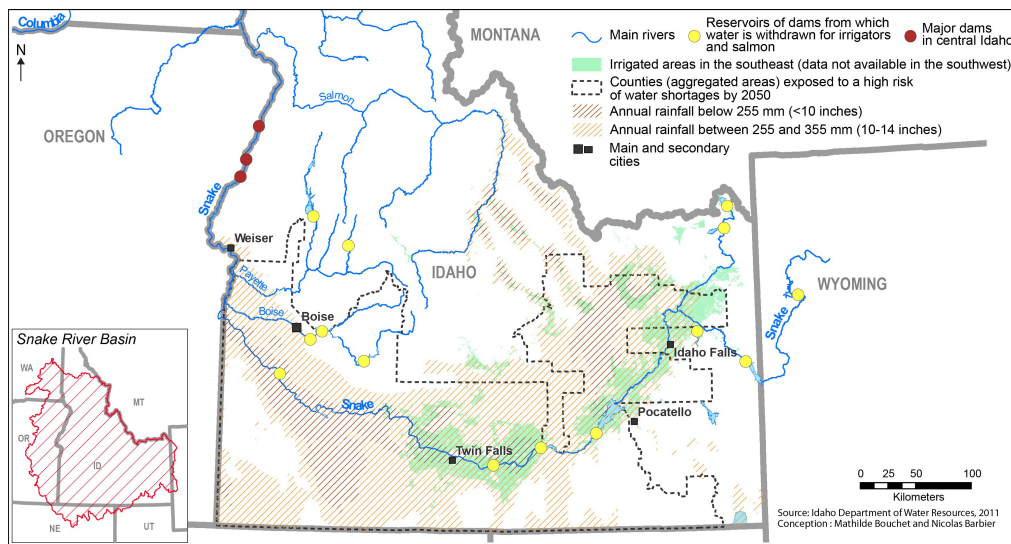 Columbia
N
MONTANA
Main rivers
Reservoirs of dams from which
water is withdrawn for irrigators
and salmon
Major dams
in central Idaho
Irrigated areas in the southeast (data not available in the southwest)
Counties (aggregated areas) exposed to a high risk
of water shortages by 2050
Annual rainfall below 255 mm (<10 inches)
Annual rainfall between 255 and 355 mm (10-14 inches)
Main and secondary
cities
Salmon
OREGON
Snake
Weiser
Payette
IDAHO
WYOMING
Boise
Boise
Snake
Idaho Falls
Snake
Pocatello
Twin Falls
Snake River Basin
WA
MT
OR
ID
NE
UT
0 25 50 100
Kilometers
Source: Idaho Department of Water Resources, 2011
Conception : Mathilde Bouchet and Nicolas Barbier